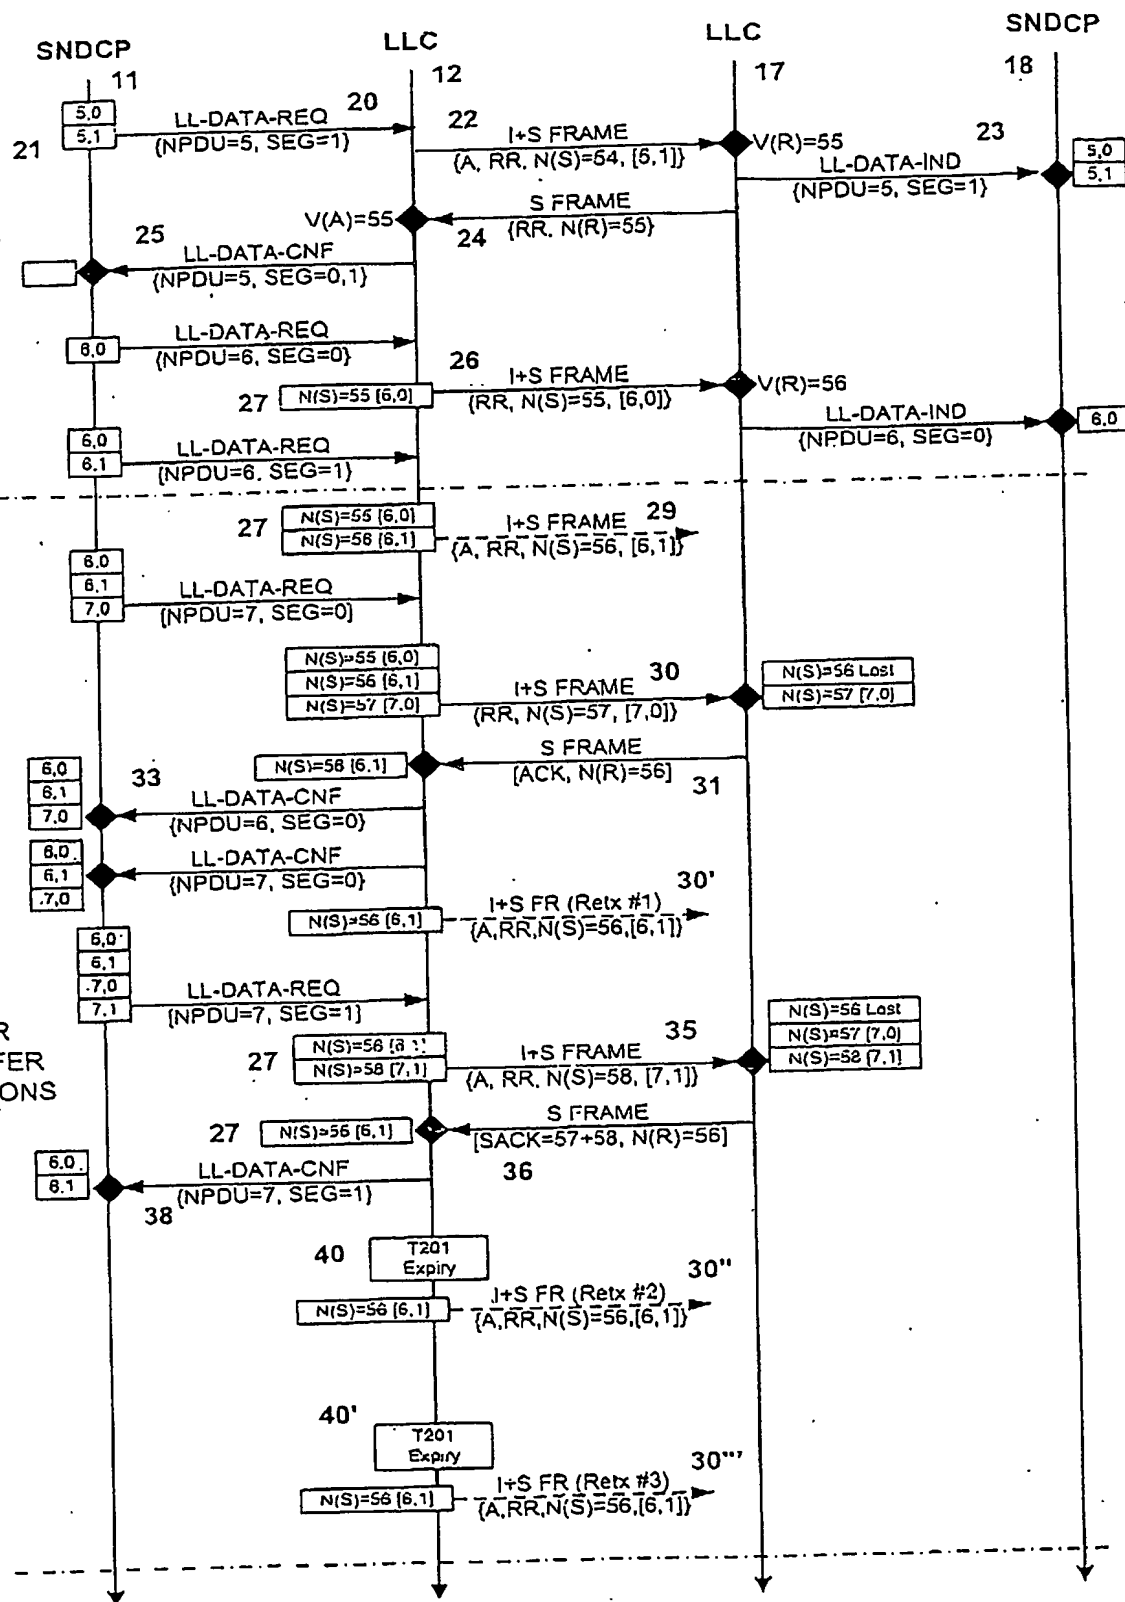 SNDCP LLC LLC SNDCP
11 12 17 18
5,0
5,1
21
20
LL-DATA-REQ
{NPDU=5, SEG=1}
22
I+S FRAME
{A, RR, N(S)=54, [5,1]}
V(R)=55
23
LL-DATA-IND
{NPDU=5, SEG=1}
5,0
5,1
V(A)=55
S FRAME
24
{RR, N(R)=55}
25
LL-DATA-CNF
{NPDU=5, SEG=0,1}
6,0
LL-DATA-REQ
{NPDU=6, SEG=0}
26
27
N(S)=55 [6,0]
I+S FRAME
{RR, N(S)=55, [6,0]}
V(R)=56
LL-DATA-IND
{NPDU=6, SEG=0}
6,0
6,0
6,1
LL-DATA-REQ
{NPDU=6, SEG=1}
27
N(S)=55 [6,0]
N(S)=56 [6,1]
29
I+S FRAME
{A, RR, N(S)=56, [6,1]}
6,0
6,1
7,0
LL-DATA-REQ
[NPDU=7, SEG=0]
N(S)=55 [6,0]
N(S)=56 [6,1]
N(S)=57 [7,0]
30
I+S FRAME
{RR, N(S)=57, [7,0]}
N(S)=56 Lost
N(S)=57 [7,0]
N(S)=56 [6,1]
S FRAME
[ACK, N(R)=56]
31
6,0
6,1
7,0
33
LL-DATA-CNF
{NPDU=6, SEG=0}
6,0
6,1
7,0
LL-DATA-CNF
{NPDU=7, SEG=0}
30'
N(S)=56 [6,1]
I+S FR (Retx #1)
{A,RR,N(S)=56,[6,1]}
6,0
6,1
7,0
7,1
LL-DATA-REQ
[NPDU=7, SEG=1]
R
FER
ONS
27
N(S)=56 [6,1]
N(S)=58 [7,1]
35
I+S FRAME
{A, RR, N(S)=58, [7,1]}
N(S)=56 Lost
N(S)=57 [7,0]
N(S)=58 [7,1]
27
N(S)=56 [6,1]
S FRAME
[SACK=57+58, N(R)=56]
36
6,0
6,1
LL-DATA-CNF
{NPDU=7, SEG=1}
38
40
T201
Expiry
30''
N(S)=56 [6,1]
I+S FR (Retx #2)
{A,RR,N(S)=56,[6,1]}
40'
T201
Expiry
30'''
N(S)=56 [6,1]
I+S FR (Retx #3)
{A,RR,N(S)=56,[6,1]}